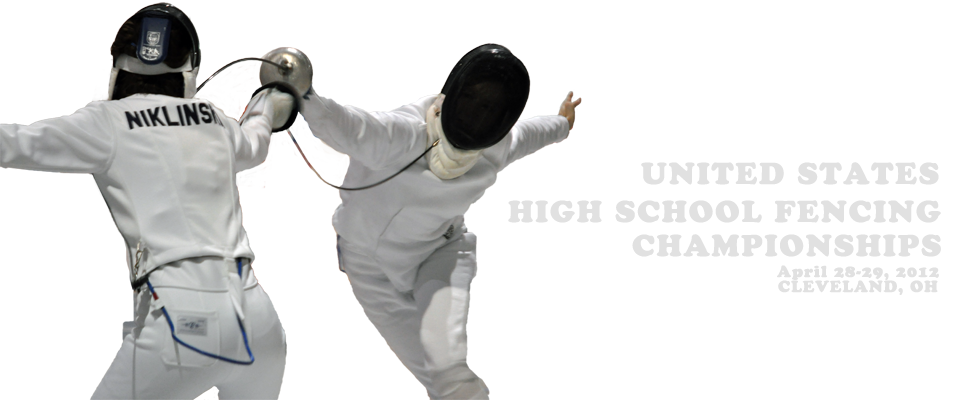 NIKLINSKI
UNITED STATES
HIGH SCHOOL FENCING
CHAMPIONSHIPS
April 28-29, 2012
CLEVELAND, OH